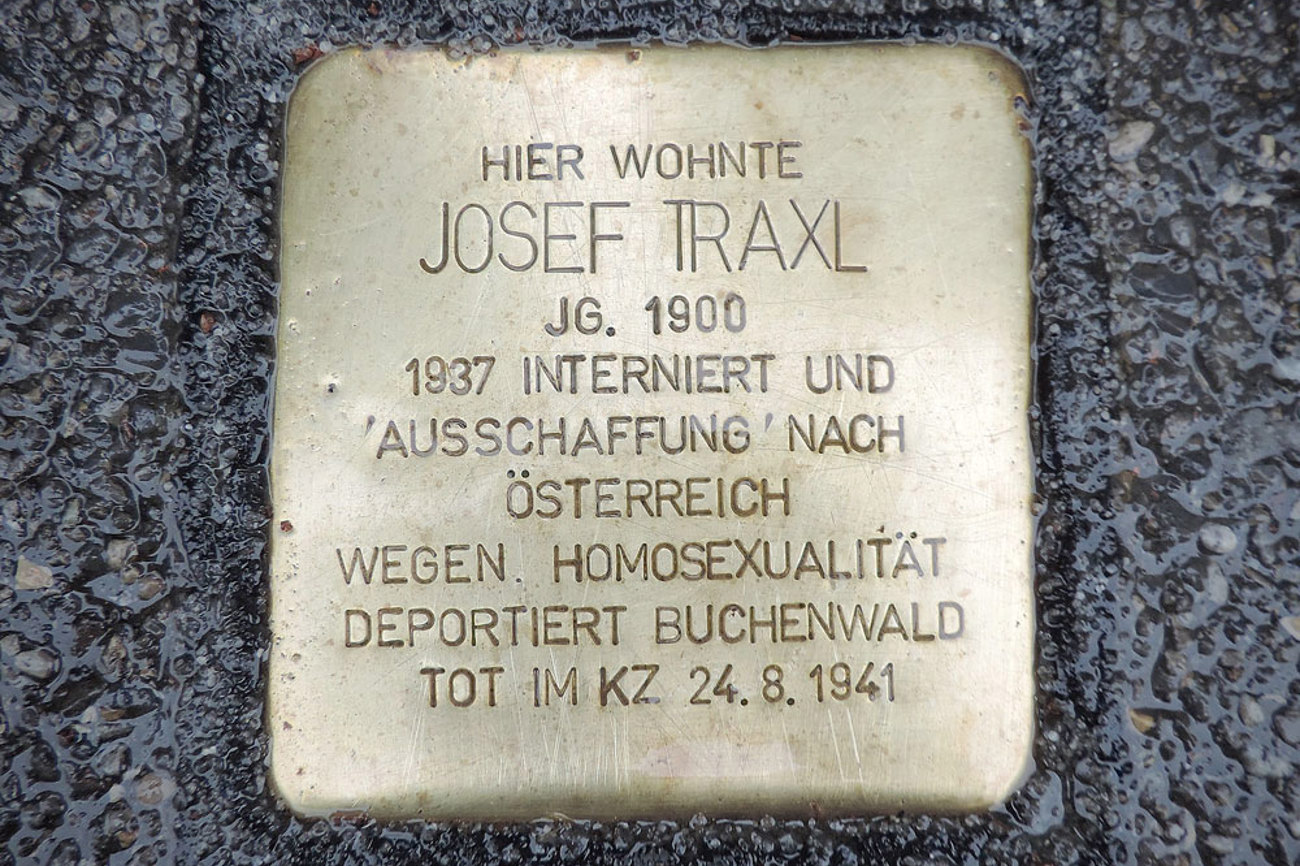 HIER WOHNTE
JOSEF TRAXL
JG. 1900
1937 INTERNIERT UND
'AUSSCHAFFUNG' NACH
ÖSTERREICH
WEGEN HOMOSEXUALITÄT
DEPORTIERT BUCHENWALD
TOT IM KZ 24.8.1941